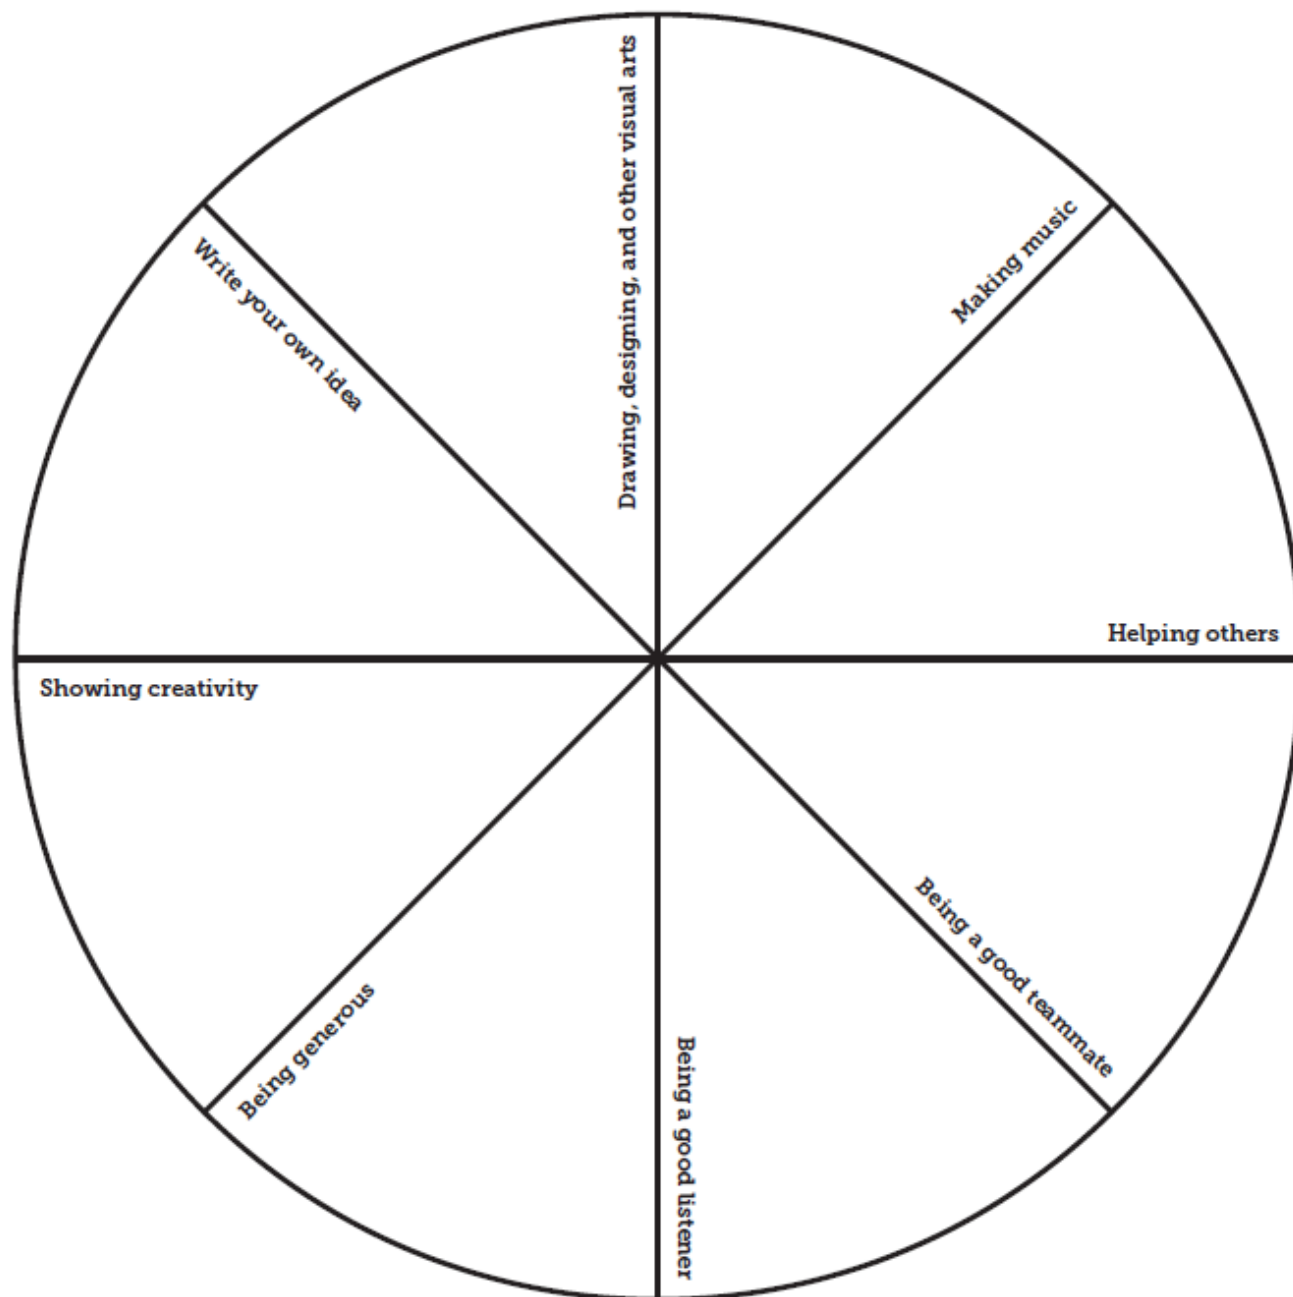 Drawing, designing, and other visual arts
Making music
Helping others
Being a good teammate
Being a good listener
Being generous
Showing creativity
Write your own idea